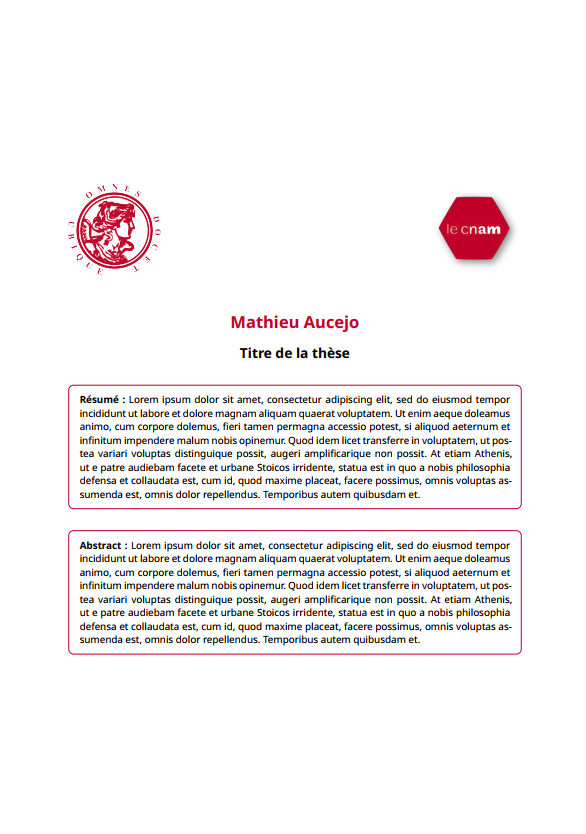 OMNES DOCET UBIQUE
le cnam
Mathieu Aucejo
Titre de la thèse
Résumé : Lorem ipsum dolor sit amet, consectetur adipiscing elit, sed do eiusmod tempor
incididunt ut labore et dolore magnam aliquam quaerat voluptatem. Ut enim aeque doleamus
animo, cum corpore dolemus, fieri tamen permagna accessio potest, si aliquod aeternum et
infinitum impendere malum nobis opinemur. Quod idem licet transferre in voluptatem, ut pos-
tea variari voluptas distinguique possit, augeri amplificarique non possit. At etiam Athenis,
ut e patre audiebam facete et urbane Stoicos irridente, statua est in quo a nobis philosophia
defensa et collaudata est, cum id, quod maxime placeat, facere possimus, omnis voluptas as-
sumenda est, omnis dolor repellendus. Temporibus autem quibusdam et.
Abstract : Lorem ipsum dolor sit amet, consectetur adipiscing elit, sed do eiusmod tempor
incididunt ut labore et dolore magnam aliquam quaerat voluptatem. Ut enim aeque doleamus
animo, cum corpore dolemus, fieri tamen permagna accessio potest, si aliquod aeternum et
infinitum impendere malum nobis opinemur. Quod idem licet transferre in voluptatem, ut pos-
tea variari voluptas distinguique possit, augeri amplificarique non possit. At etiam Athenis,
ut e patre audiebam facete et urbane Stoicos irridente, statua est in quo a nobis philosophia
defensa et collaudata est, cum id, quod maxime placeat, facere possimus, omnis voluptas as-
sumenda est, omnis dolor repellendus. Temporibus autem quibusdam et.